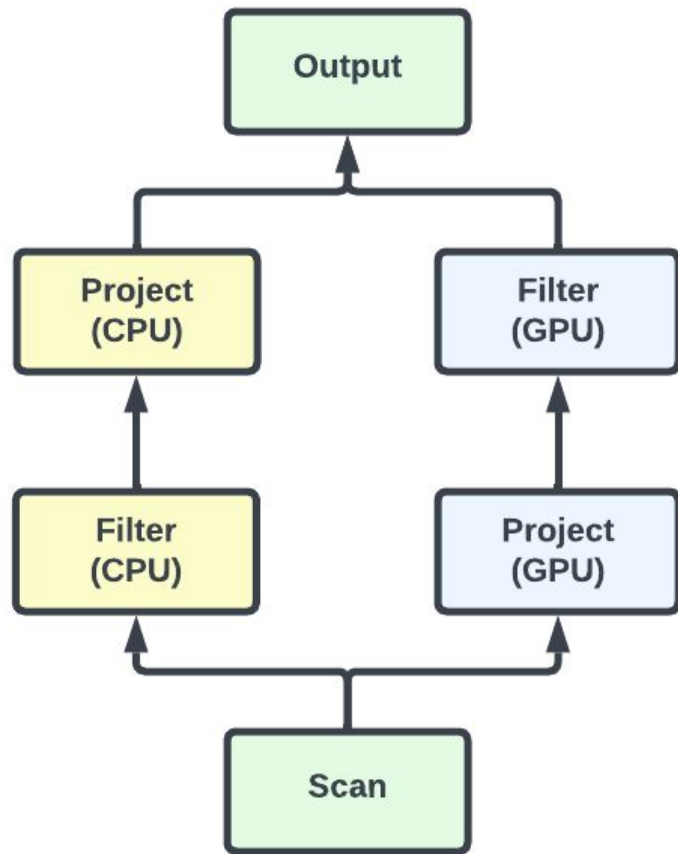 Output
Project
(CPU)
Filter
(GPU)
Filter
(CPU)
Project
(GPU)
Scan